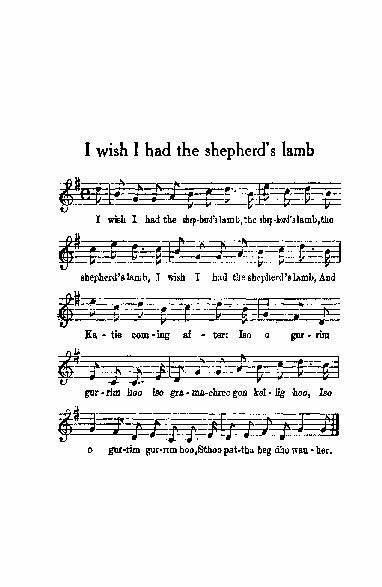 I wish I had the shepherd's lamb
I wish I had the shep-herd's lamb, the shep-herd's lamb, the
shepherd's lamb, I wish I had the shepherd's lamb, And
Ka - tie com - ing af - ter: Iso o gur - rim
gur - rim hoo Iso gra - ma-chree gon kel - lig hoo, Iso
o gur-rim gur-rim hoo, Sthoo pat-tha beg dho wau - her.